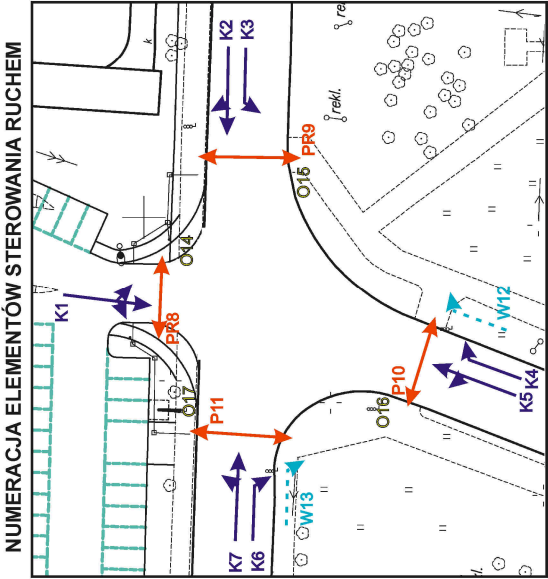 NUMERACJA ELEMENTÓW STEROWANIA RUCHEM
K2
K3
rekl.
rekl.
k
PR9
O15
O14
K1
PR8
W12
O17
P10
P11
K4
K5
O16
W13
K7
K6
kl.